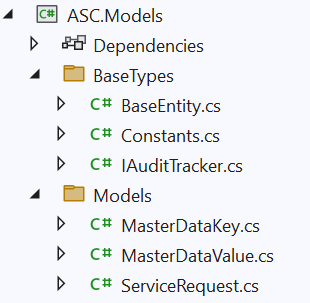 C# ASC.Models
Dependencies
BaseTypes
C# BaseEntity.cs
C# Constants.cs
C# IAuditTracker.cs
Models
C# MasterDataKey.cs
C# MasterDataValue.cs
C# ServiceRequest.cs